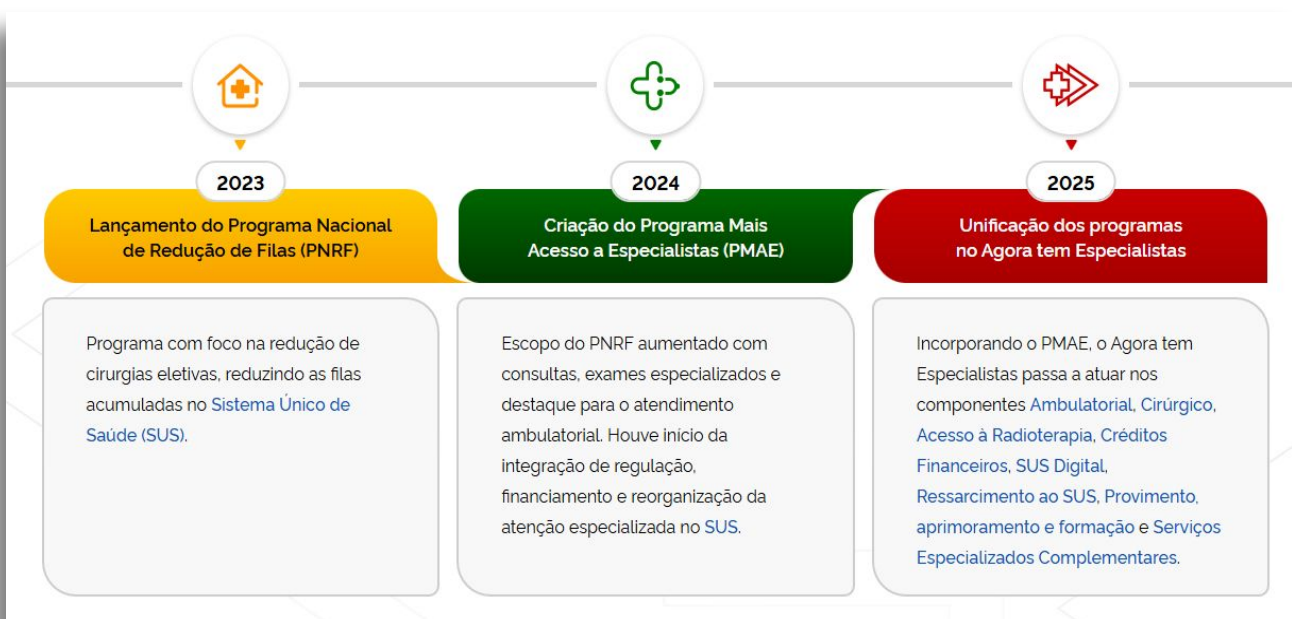 2023
Lançamento do Programa Nacional
de Redução de Filas (PNRF)
Programa com foco na redução de
cirurgias eletivas, reduzindo as filas
acumuladas no Sistema Único de
Saúde (SUS).
2024
Criação do Programa Mais
Acesso a Especialistas (PMAE)
Escopo do PNRF aumentado com
consultas, exames especializados e
destaque para o atendimento
ambulatorial. Houve início da
integração de regulação,
financiamento e reorganização da
atenção especializada no SUS.
2025
Unificação dos programas
no Agora tem Especialistas
Incorporando o PMAE, o Agora tem
Especialistas passa a atuar nos
componentes Ambulatorial, Cirúrgico,
Acesso à Radioterapia, Créditos
Financeiros, SUS Digital,
Ressarcimento ao SUS, Provimento,
aprimoramento e formação e Serviços
Especializados Complementares.